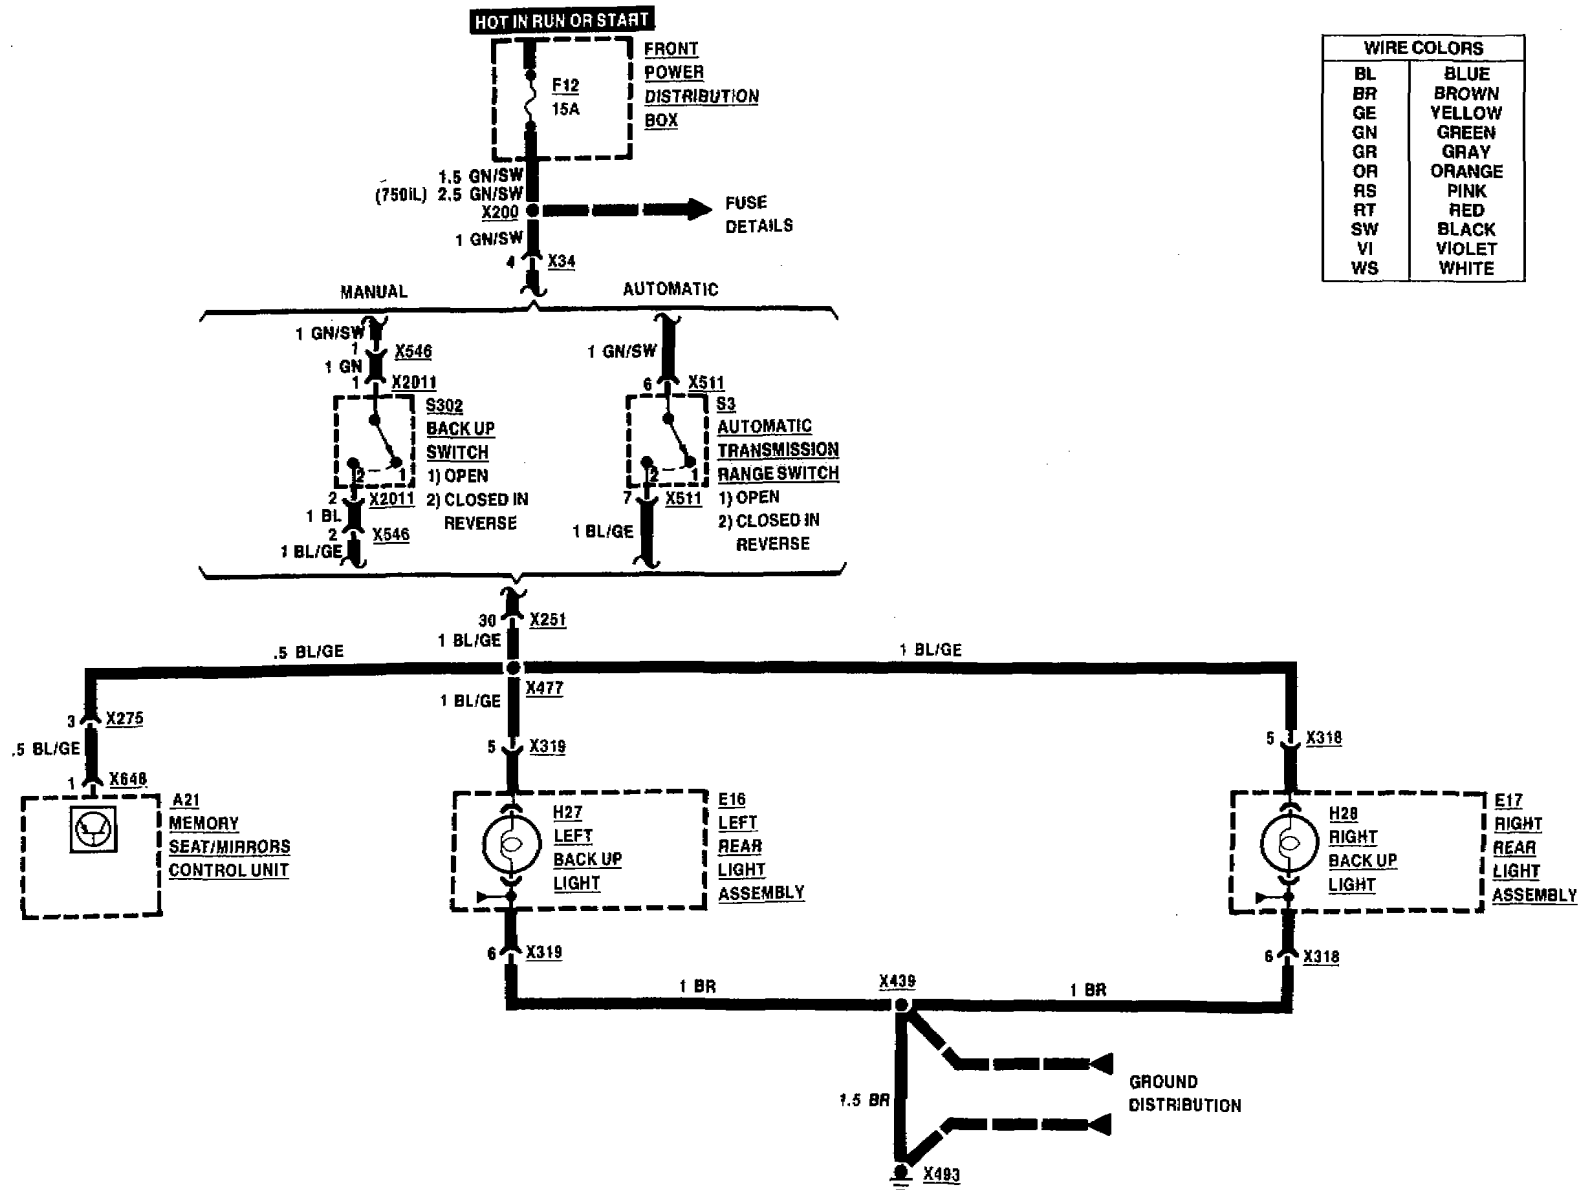 HOT IN RUN OR START
FRONT
POWER
DISTRIBUTION
BOX
F12
15A
WIRE COLORS
BL BLUE
BR BROWN
GE YELLOW
GN GREEN
GR GRAY
OR ORANGE
RS PINK
RT RED
SW BLACK
VI VIOLET
WS WHITE
1.5 GN/SW
(750iL) 2.5 GN/SW
X200
FUSE
DETAILS
1 GN/SW
4 X34
MANUAL
AUTOMATIC
1 GN/SW
1 X546
1 GN
1 X2011
S302
BACK UP
SWITCH
1) OPEN
2) CLOSED IN
REVERSE
2 1
2 X2011
1 BL
2 X546
1 BL/GE
1 GN/SW
6 X511
S3
AUTOMATIC
TRANSMISSION
RANGE SWITCH
1) OPEN
2) CLOSED IN
REVERSE
2 1
7 X511
1 BL/GE
30 X251
1 BL/GE
.5 BL/GE
1 BL/GE
X477
1 BL/GE
3 X275
.5 BL/GE
1 X648
A21
MEMORY
SEAT/MIRRORS
CONTROL UNIT
5 X319
H27
LEFT
BACK UP
LIGHT
E16
LEFT
REAR
LIGHT
ASSEMBLY
6 X319
5 X318
H28
RIGHT
BACK UP
LIGHT
E17
RIGHT
REAR
LIGHT
ASSEMBLY
6 X318
1 BR
X439
1 BR
1.5 BR
GROUND
DISTRIBUTION
X493